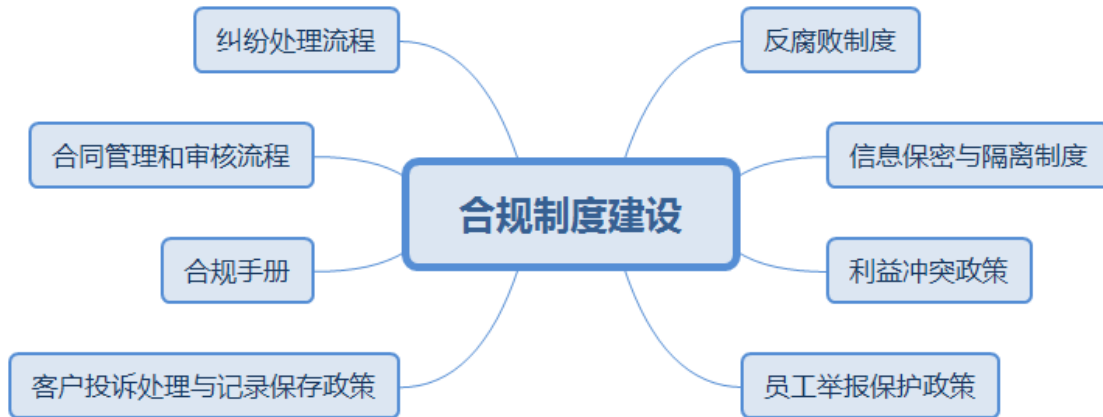 纠纷处理流程
反腐败制度
合同管理和审核流程
信息保密与隔离制度
合规制度建设
合规手册
利益冲突政策
客户投诉处理与记录保存政策
员工举报保护政策